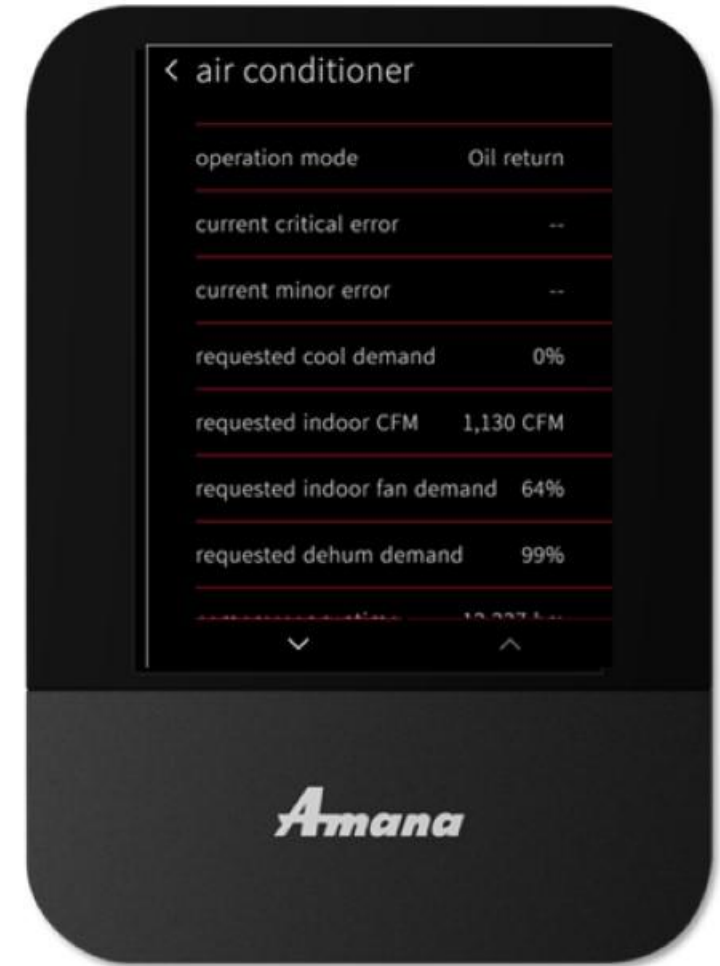 < air conditioner
operation mode Oil return
current critical error --
current minor error --
requested cool demand 0%
requested indoor CFM 1,130 CFM
requested indoor fan demand 64%
requested dehum demand 99%
Amana